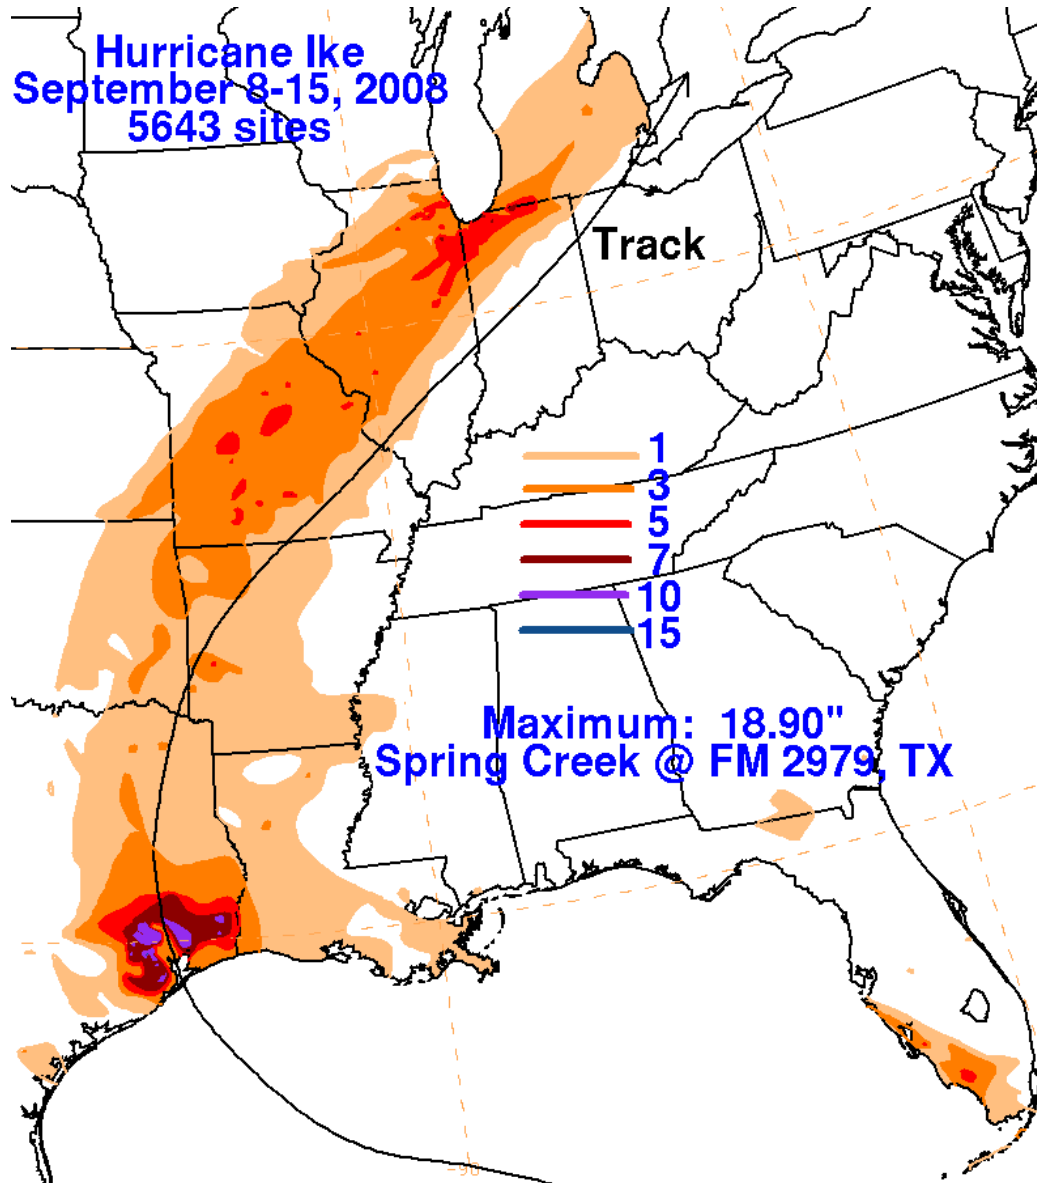 Hurricane Ike
September 8-15, 2008
5643 sites
Track
1
3
5
7
10
15
Maximum: 18.90"
Spring Creek @ FM 2979, TX
-90